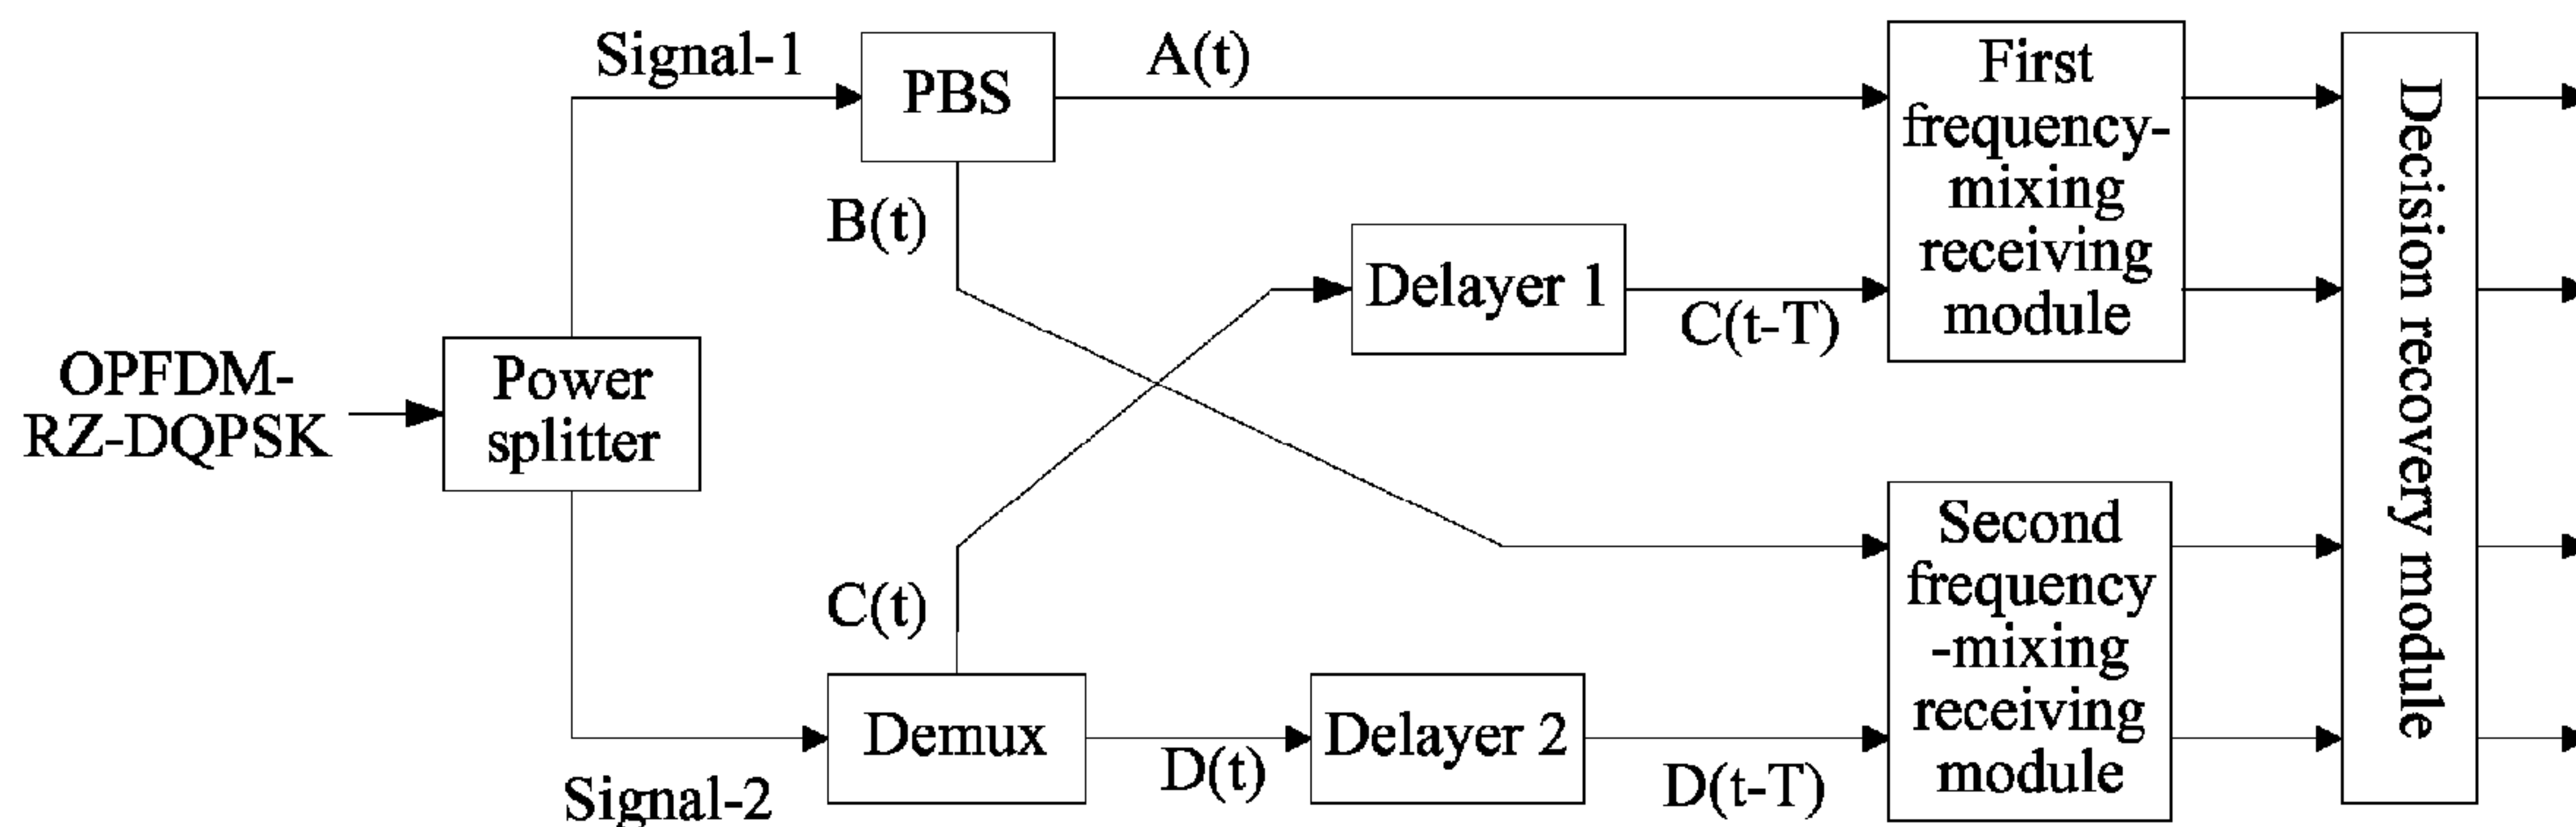 Signal-1
PBS
A(t)
First
frequency-
mixing
receiving
module
B(t)
Delayer 1
C(t-T)
OPFDM-
RZ-DQPSK
Power
splitter
C(t)
Demux
D(t)
Delayer 2
D(t-T)
Signal-2
Second
frequency
-mixing
receiving
module
Decision recovery module